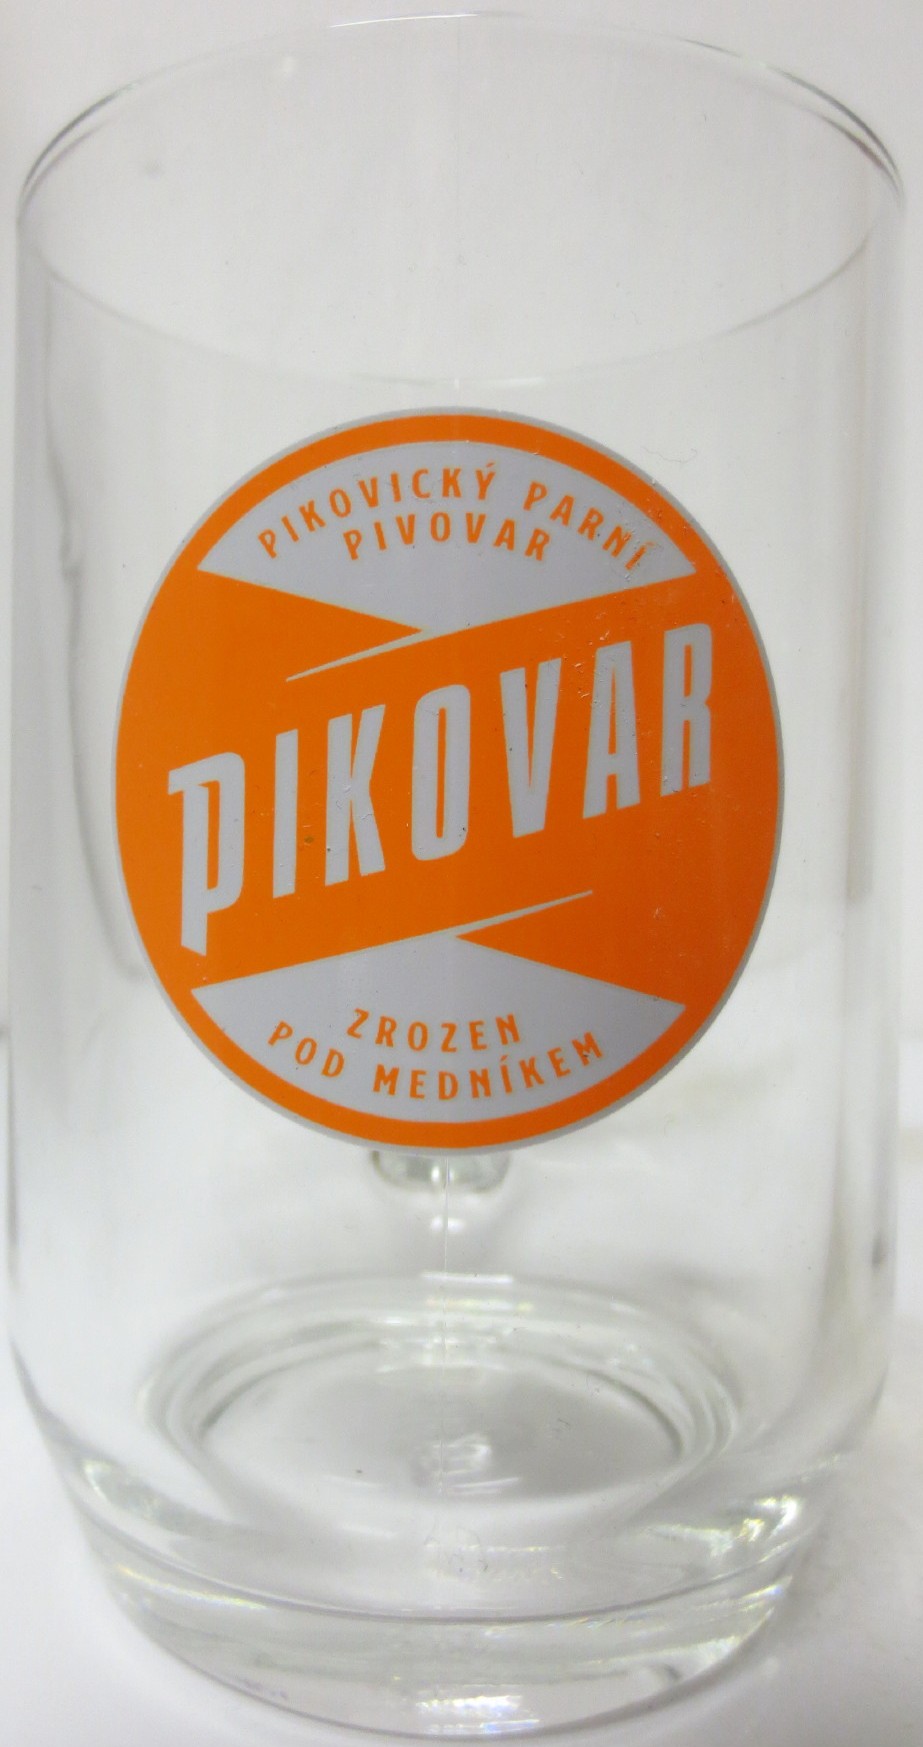 PIKOVICKÝ PARNÍ
PIVOVAR
PIKOVAR
ZROZEN
POD MEDNÍKEM